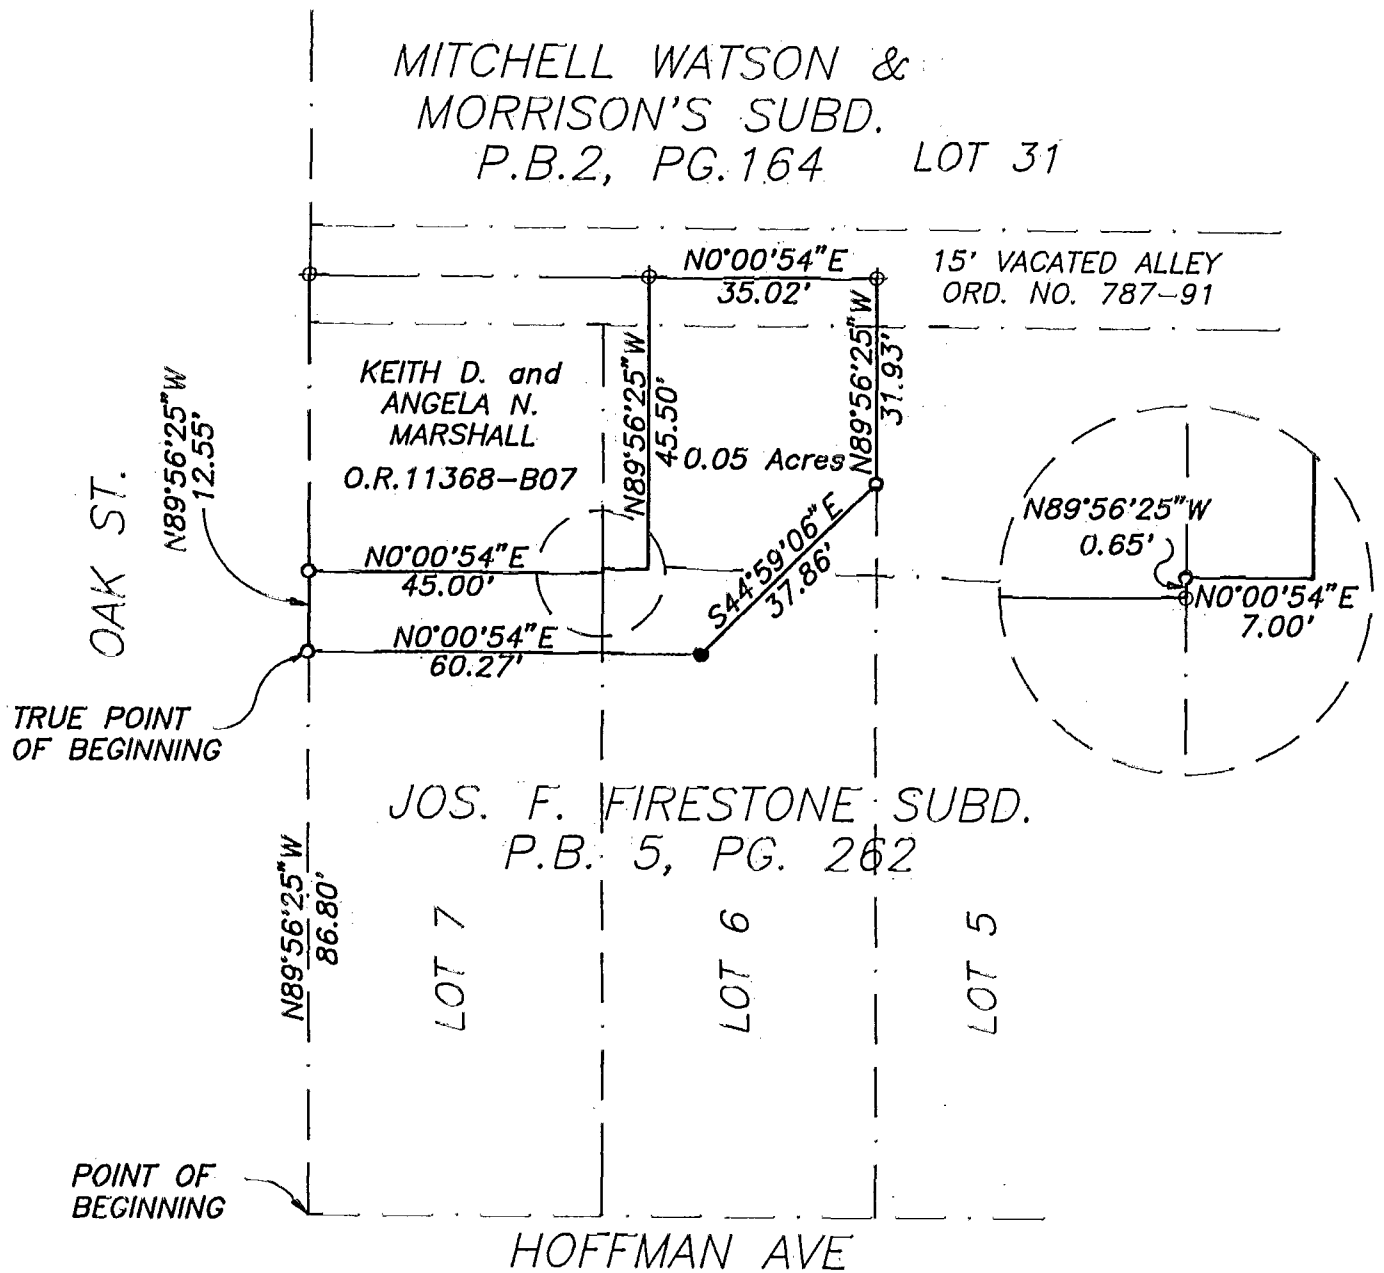 MITCHELL WATSON &
MORRISON'S SUBD.
P.B.2, PG.164
LOT 31
N0°00'54"E
35.02'
15' VACATED ALLEY
ORD. NO. 787-91
KEITH D. and
ANGELA N.
MARSHALL
O.R.11368-B07
N89°56'25"W
45.50'
N89°56'25"W
31.93'
0.05 Acres
OAK ST.
N89°56'25"W
12.55'
N0°00'54"E
45.00'
N0°00'54"E
60.27'
S44°59'06"E
37.86'
N89°56'25"W
0.65'
N0°00'54"E
7.00'
TRUE POINT
OF BEGINNING
JOS. F. FIRESTONE SUBD.
P.B. 5, PG. 262
N89°56'25"W
86.80'
LOT 7
LOT 6
LOT 5
POINT OF
BEGINNING
HOFFMAN AVE